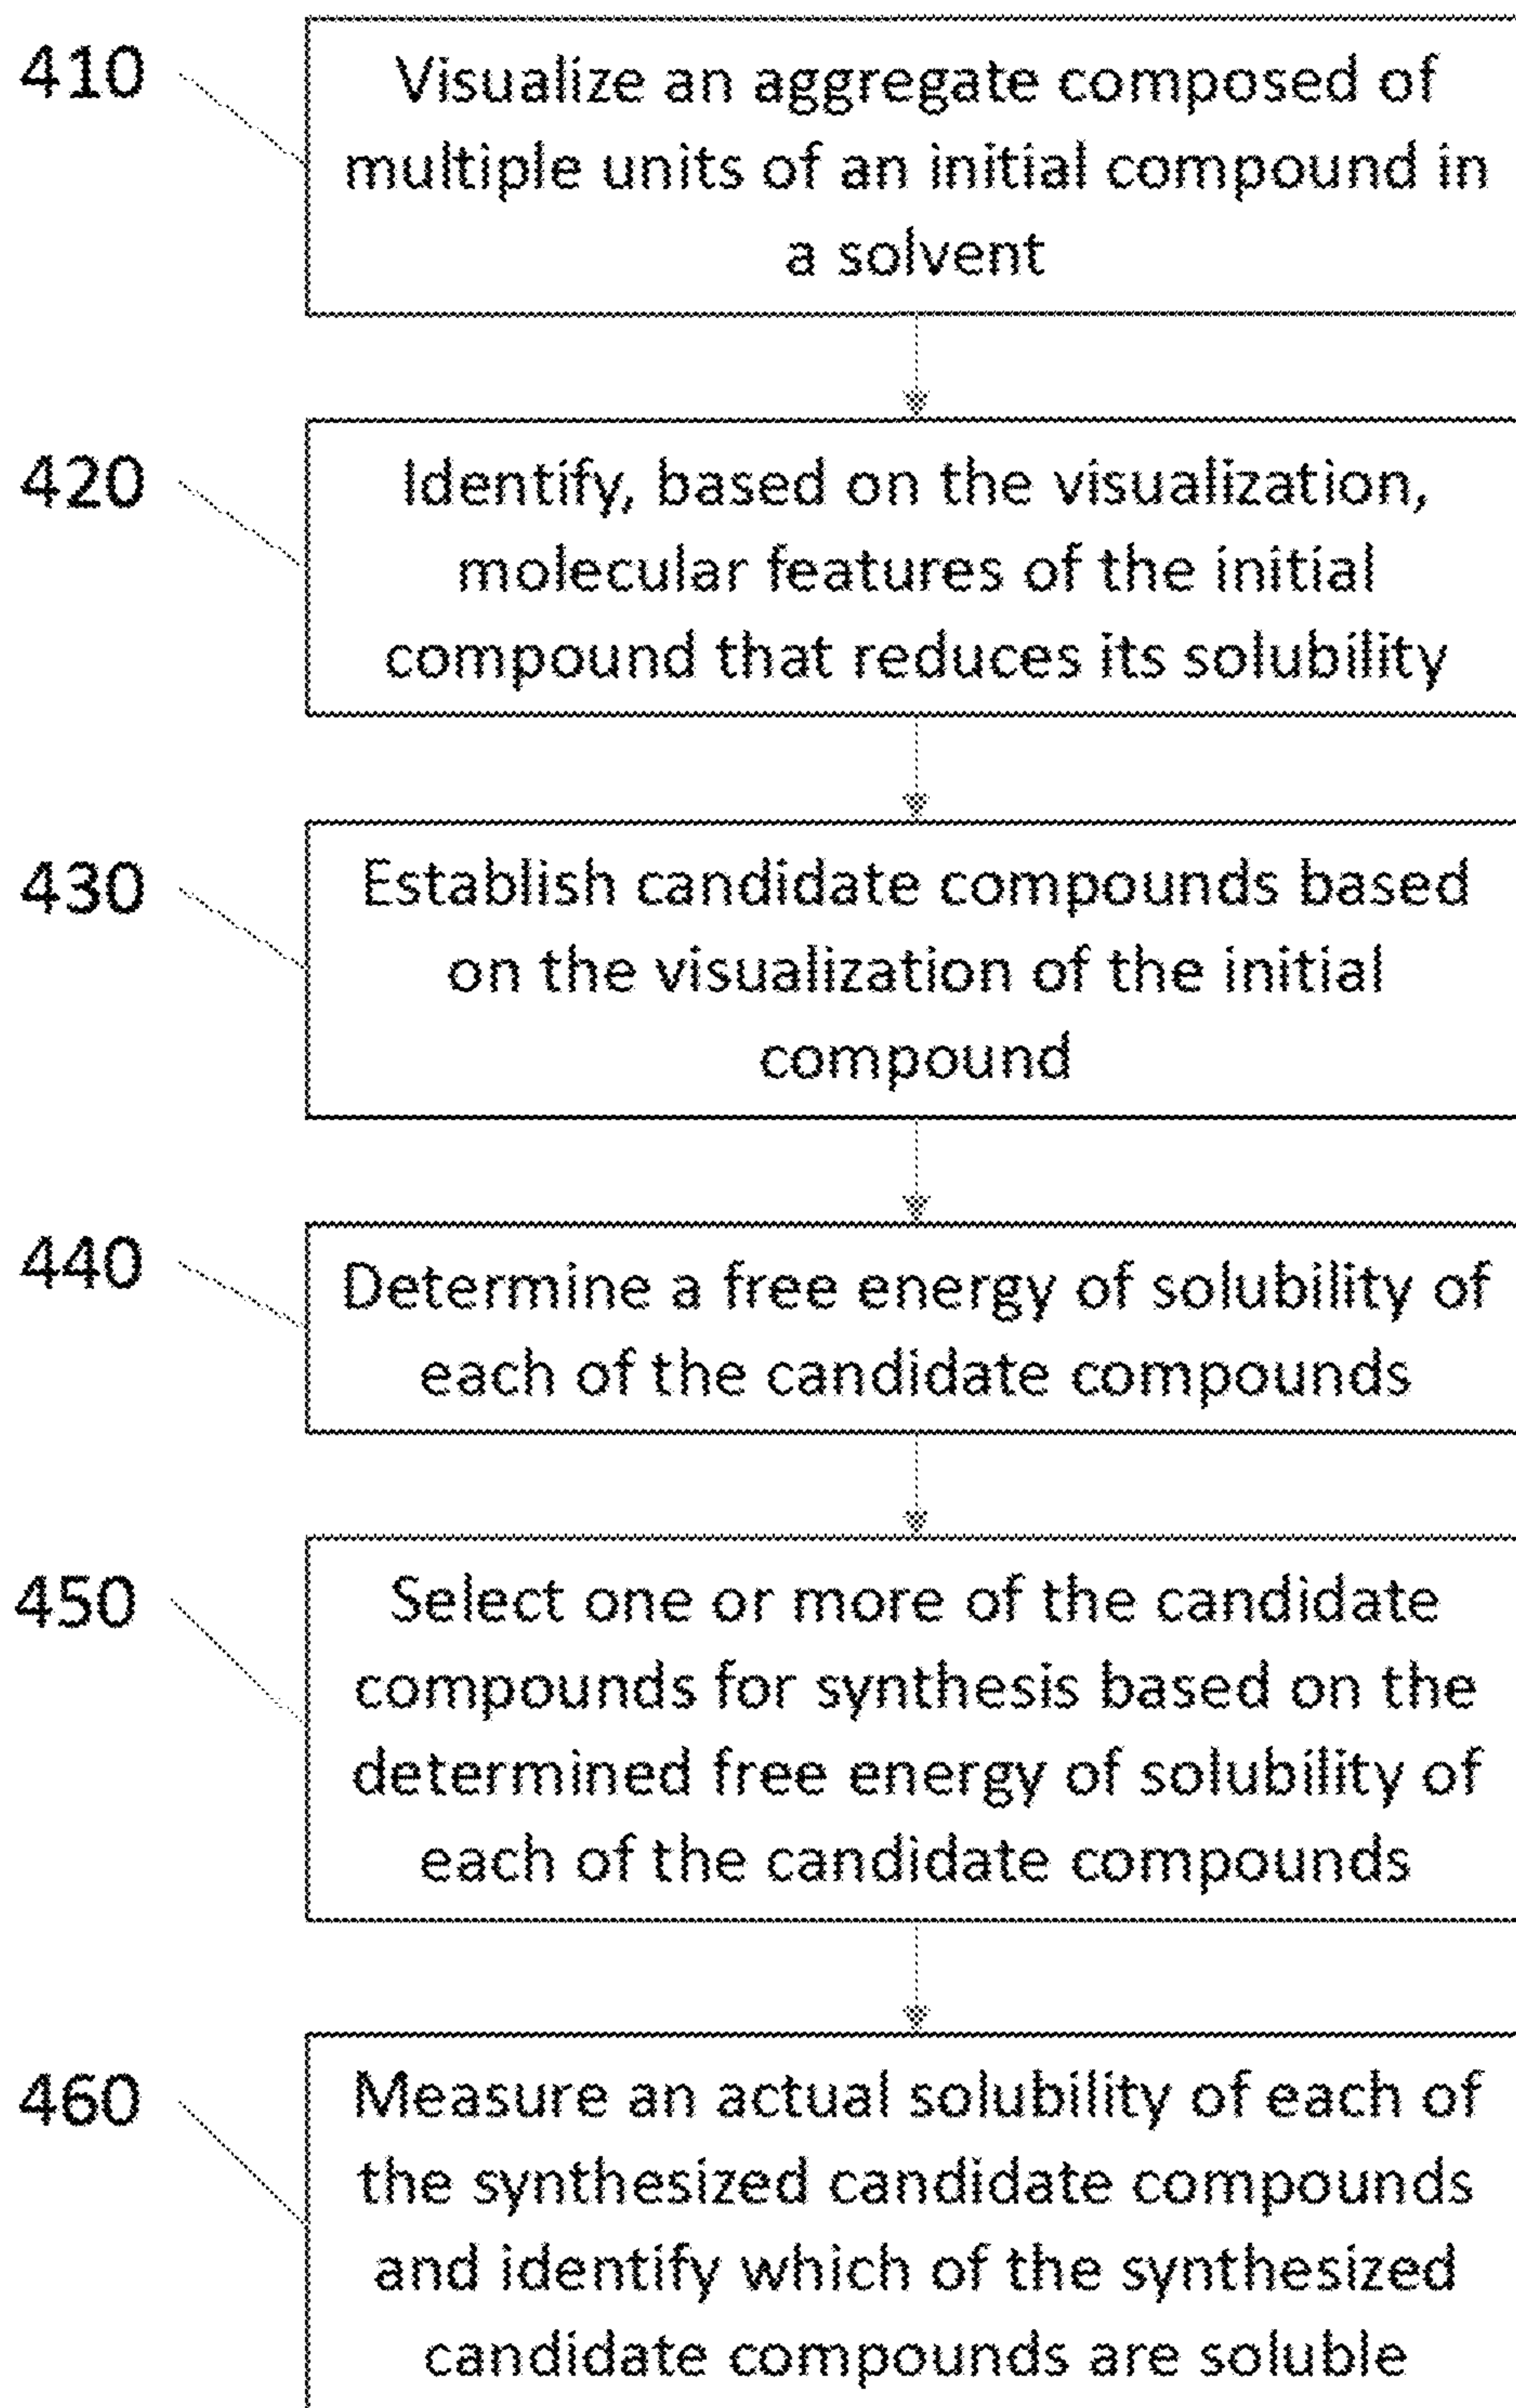 410
Visualize an aggregate composed of
multiple units of an initial compound in
a solvent
420
Identify, based on the visualization,
molecular features of the initial
compound that reduces its solubility
430
Establish candidate compounds based
on the visualization of the initial
compound
440
Determine a free energy of solubility of
each of the candidate compounds
450
Select one or more of the candidate
compounds for synthesis based on the
determined free energy of solubility of
each of the candidate compounds
460
Measure an actual solubility of each of
the synthesized candidate compounds
and identify which of the synthesized
candidate compounds are soluble